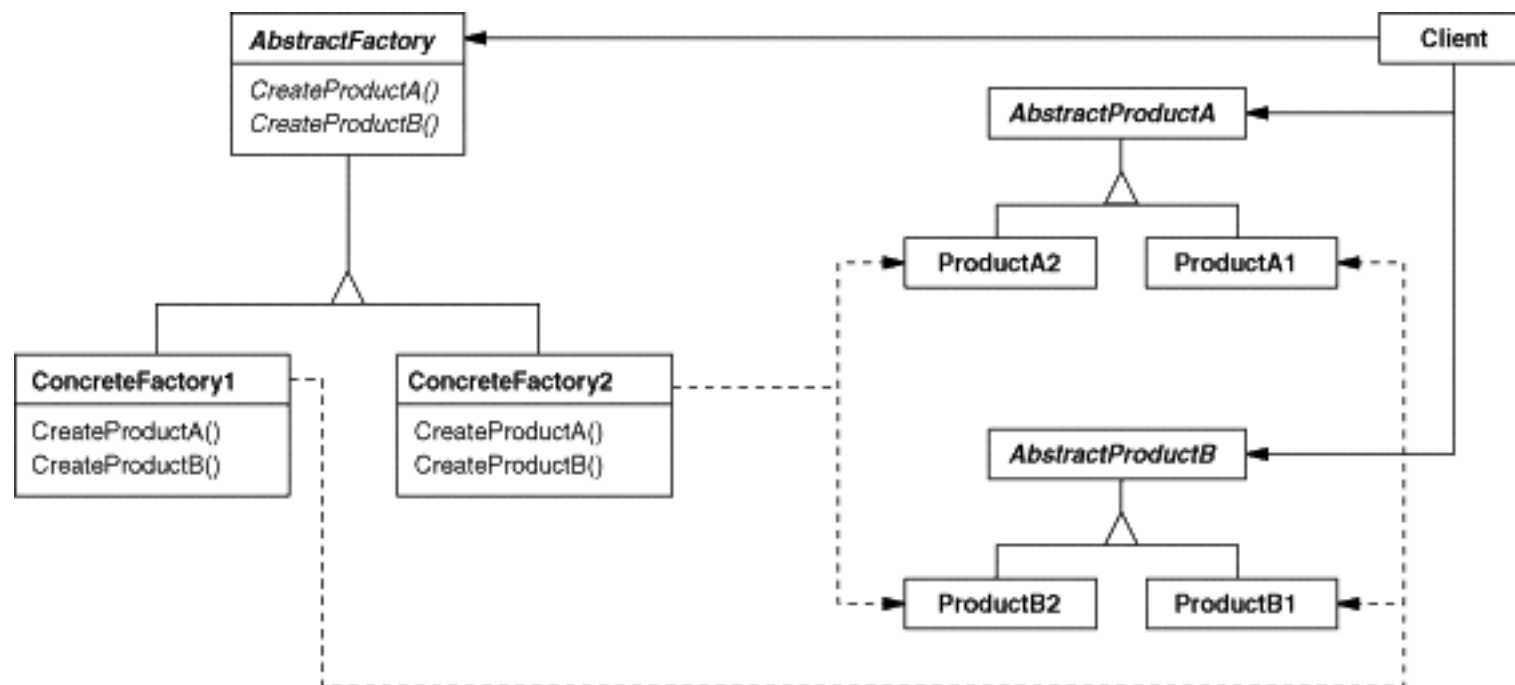 AbstractFactory
CreateProductA()
CreateProductB()
Client
AbstractProductA
ProductA2
ProductA1
ConcreteFactory1
CreateProductA()
CreateProductB()
ConcreteFactory2
CreateProductA()
CreateProductB()
AbstractProductB
ProductB2
ProductB1